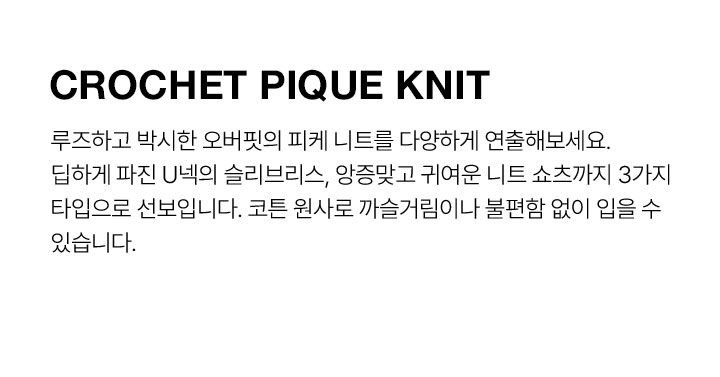 CROCHET PIQUE KNIT
루즈하고 박시한 오버핏의 피케 니트를 다양하게 연출해보세요.
딥하게 파진 U넥의 슬리브리스, 앙증맞고 귀여운 니트 쇼츠까지 3가지
타입으로 선보입니다. 코튼 원사로 까슬거림이나 불편함 없이 입을 수
있습니다.